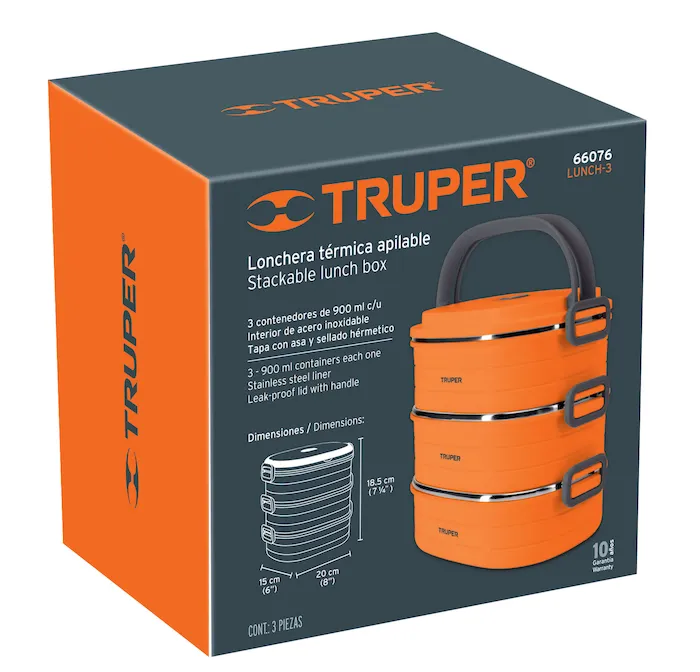 TRUPER®
TRUPER
66076
LUNCH-3
TRUPER®
Lonchera térmica apilable
Stackable lunch box
3 contenedores de 900 ml c/u
Interior de acero inoxidable
Tapa con asa y sellado hérmetico
3 - 900 ml containers each one
Stainless steel liner
Leak-proof lid with handle
Dimensiones / Dimensions:
18.5 cm
(7 ¼")
15 cm
(6")
20 cm
(8")
CONT.: 3 PIEZAS
TRUPER
TRUPER
TRUPER
10 años
Garantía
Warranty